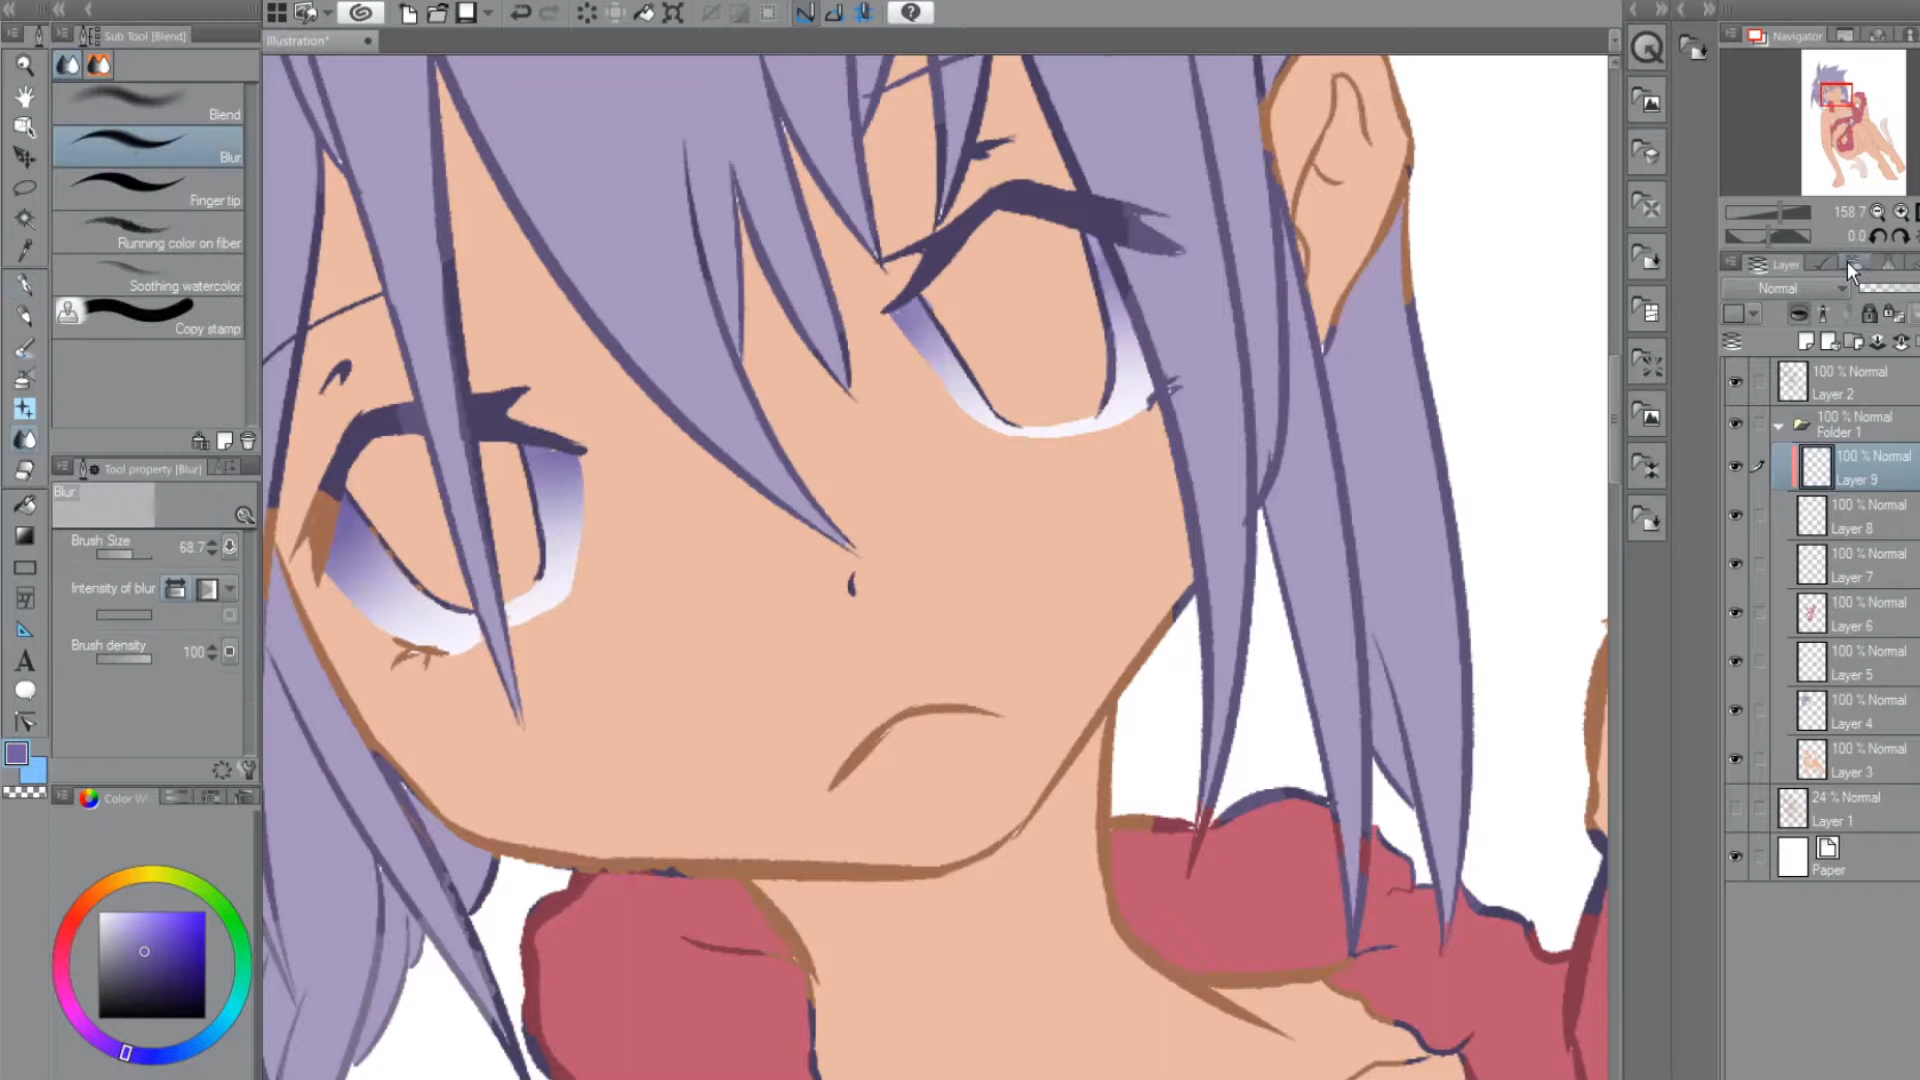 Sub Tool [Blend]
Blend
Blur
Finger tip
Running color on fiber
Soothing watercolor
Copy stamp
Tool property [Blur]
Blur
Brush Size 68.7
Intensity of blur
Brush density 100
Color W
Illustration*
Navigator
158.7
0.0
Layer
Normal
100 % Normal
Layer 2
100 % Normal
Folder 1
100 % Normal
Layer 9
100 % Normal
Layer 8
100 % Normal
Layer 7
100 % Normal
Layer 6
100 % Normal
Layer 5
100 % Normal
Layer 4
100 % Normal
Layer 3
24 % Normal
Layer 1
Paper